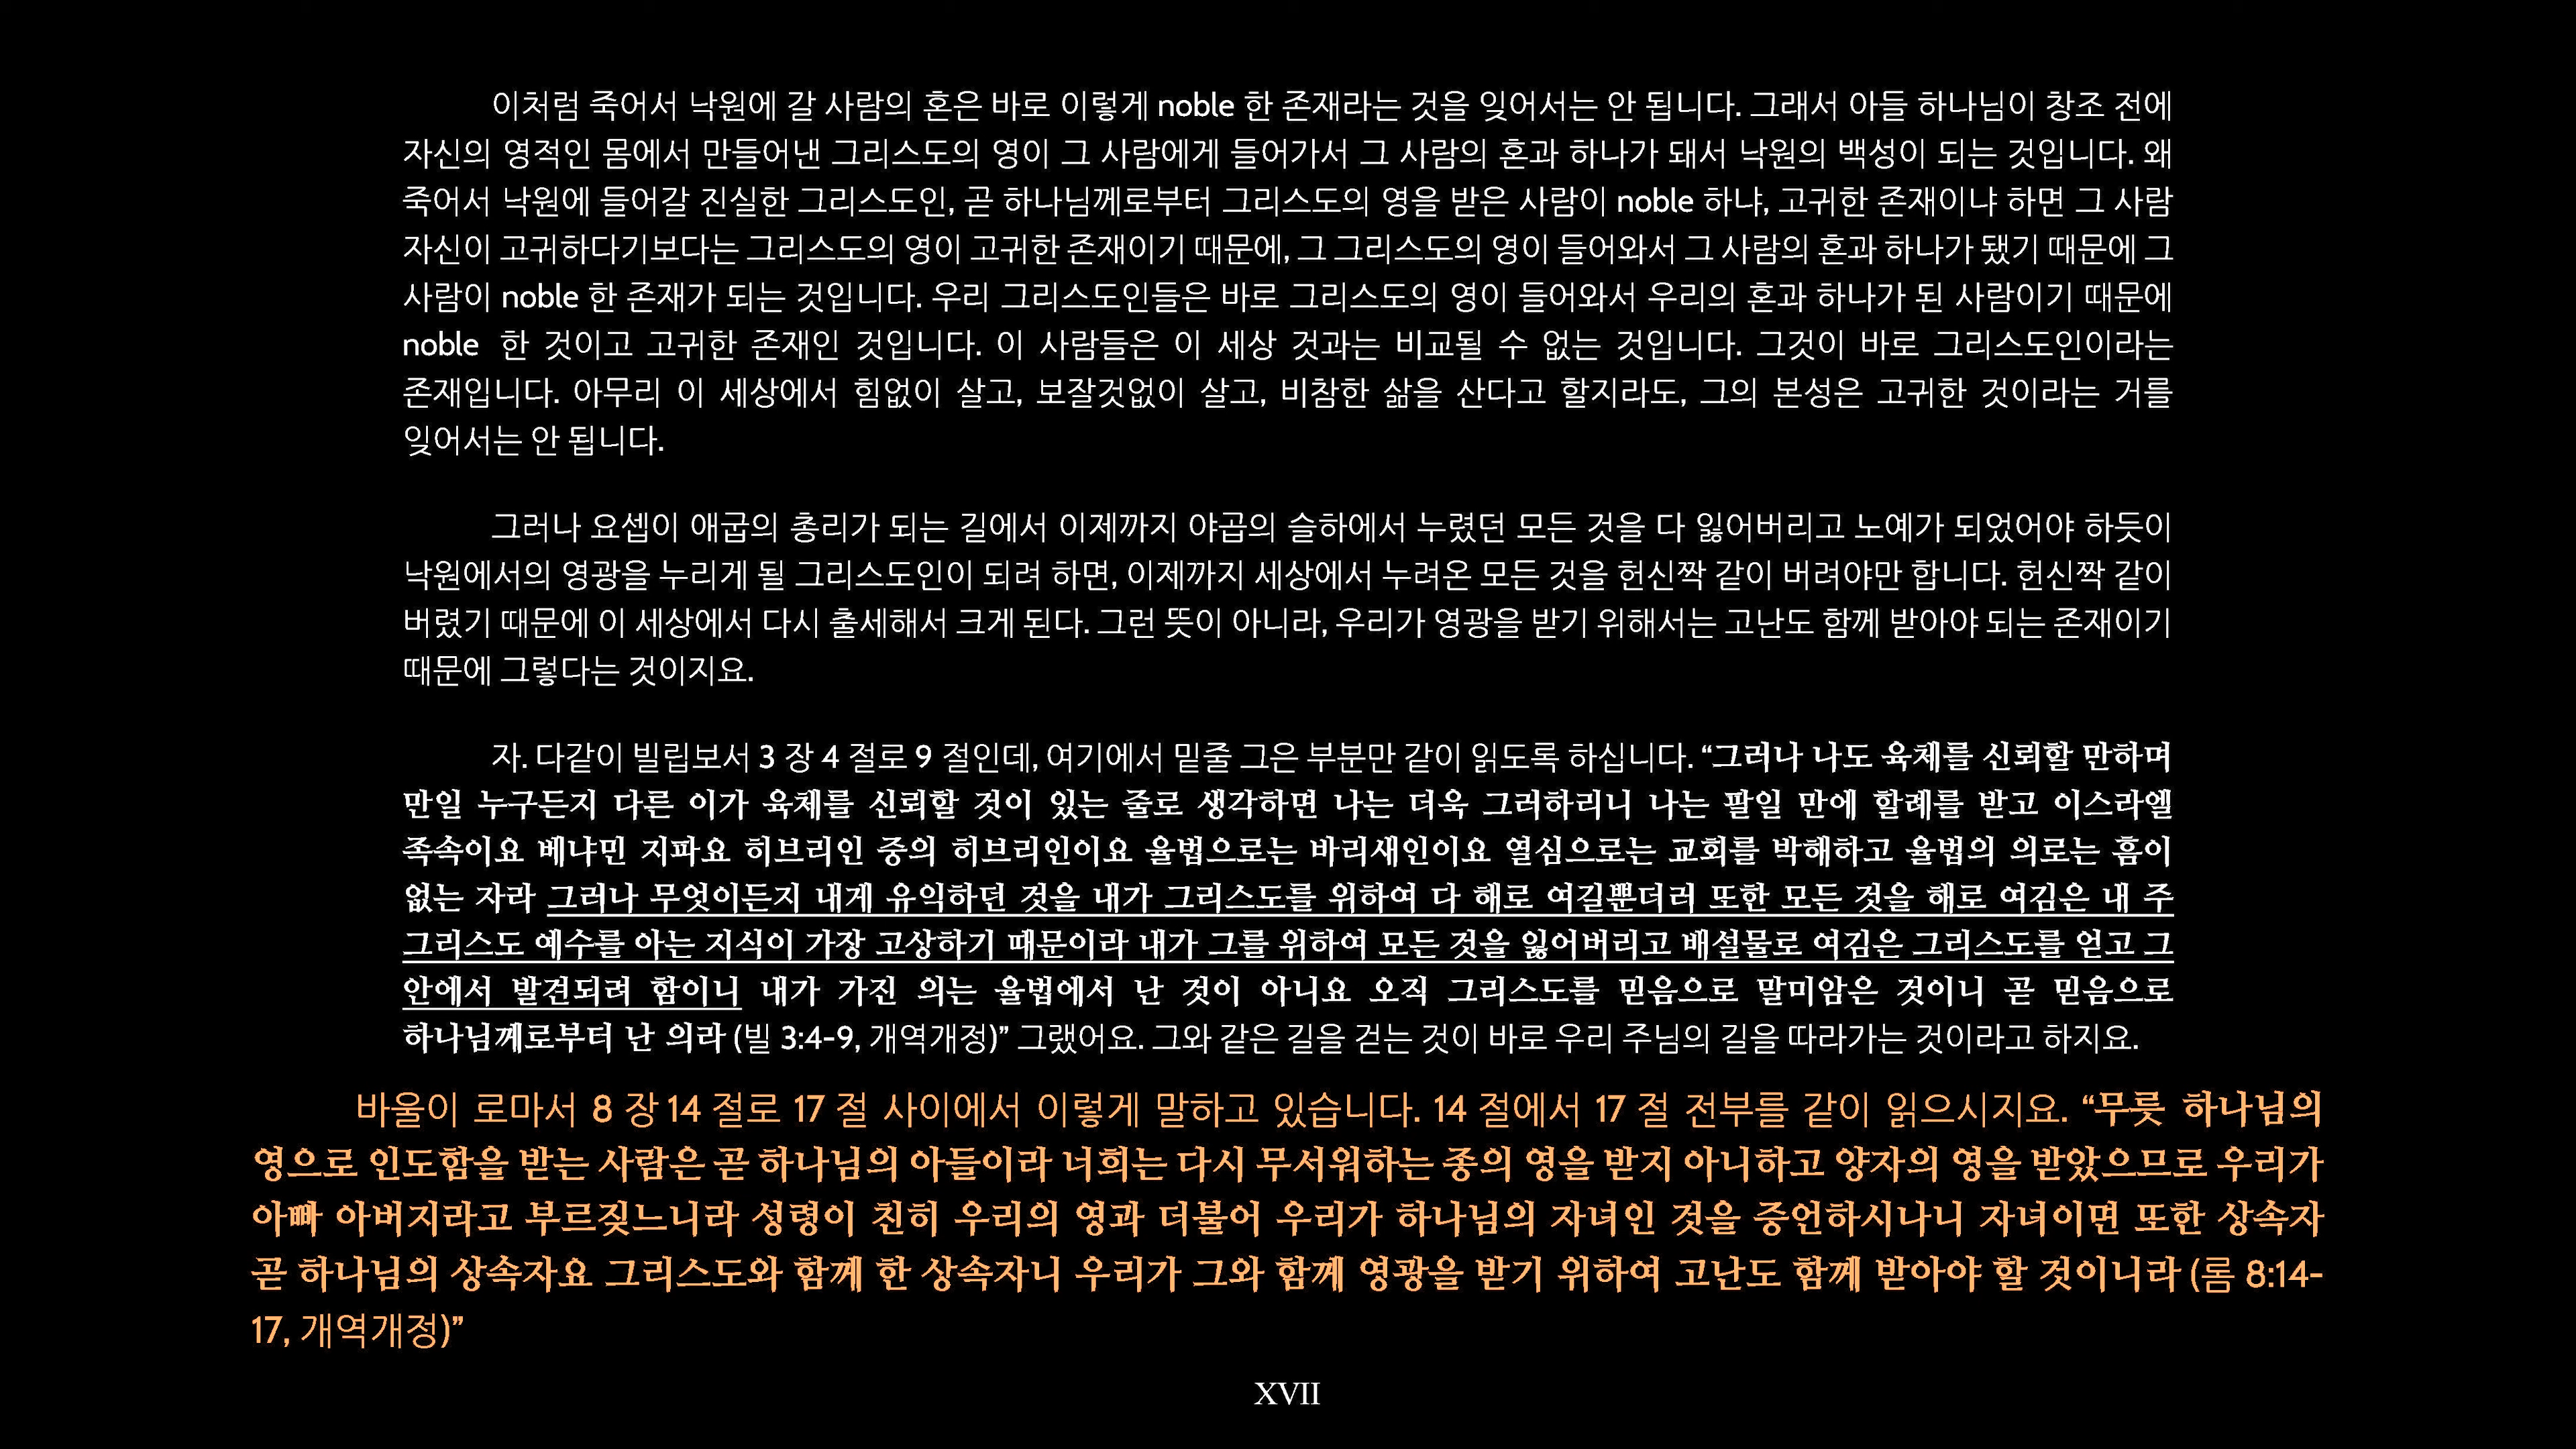 이처럼 죽어서 낙원에 갈 사람의 혼은 바로 이렇게 noble 한 존재라는 것을 잊어서는 안 됩니다. 그래서 아들 하나님이 창조 전에
자신의 영적인 몸에서 만들어낸 그리스도의 영이 그 사람에게 들어가서 그 사람의 혼과 하나가 돼서 낙원의 백성이 되는 것입니다. 왜
죽어서 낙원에 들어갈 진실한 그리스도인, 곧 하나님께로부터 그리스도의 영을 받은 사람이 noble 하냐, 고귀한 존재이냐 하면 그 사람
자신이 고귀하다기보다는 그리스도의 영이 고귀한 존재이기 때문에, 그 그리스도의 영이 들어와서 그 사람의 혼과 하나가 됐기 때문에 그
사람이 noble 한 존재가 되는 것입니다. 우리 그리스도인들은 바로 그리스도의 영이 들어와서 우리의 혼과 하나가 된 사람이기 때문에
noble 한 것이고 고귀한 존재인 것입니다. 이 사람들은 이 세상 것과는 비교될 수 없는 것입니다. 그것이 바로 그리스도인이라는
존재입니다. 아무리 이 세상에서 힘없이 살고, 보잘것없이 살고, 비참한 삶을 산다고 할지라도, 그의 본성은 고귀한 것이라는 거를
잊어서는 안 됩니다.
그러나 요셉이 애굽의 총리가 되는 길에서 이제까지 야곱의 슬하에서 누렸던 모든 것을 다 잃어버리고 노예가 되었어야 하듯이
낙원에서의 영광을 누리게 될 그리스도인이 되려 하면, 이제까지 세상에서 누려온 모든 것을 헌신짝 같이 버려야만 합니다. 헌신짝 같이
버렸기 때문에 이 세상에서 다시 출세해서 크게 된다. 그런 뜻이 아니라, 우리가 영광을 받기 위해서는 고난도 함께 받아야 되는 존재이기
때문에 그렇다는 것이지요.
자. 다같이 빌립보서 3 장 4 절로 9 절인데, 여기에서 밑줄 그은 부분만 같이 읽도록 하십니다. “그러나 나도 육체를 신뢰할 만하며
만일 누구든지 다른 이가 육체를 신뢰할 것이 있는 줄로 생각하면 나는 더욱 그러하리니 나는 팔일 만에 할례를 받고 이스라엘
족속이요 베냐민 지파요 히브리인 중의 히브리인이요 율법으로는 바리새인이요 열심으로는 교회를 박해하고 율법의 의로는 흠이
없는 자라 그러나 무엇이든지 내게 유익하던 것을 내가 그리스도를 위하여 다 해로 여길뿐더러 또한 모든 것을 해로 여김은 내 주
그리스도 예수를 아는 지식이 가장 고상하기 때문이라 내가 그를 위하여 모든 것을 잃어버리고 배설물로 여김은 그리스도를 얻고 그
안에서 발견되려 함이니 내가 가진 의는 율법에서 난 것이 아니요 오직 그리스도를 믿음으로 말미암은 것이니 곧 믿음으로
하나님께로부터 난 의라 (빌 3:4-9, 개역개정)” 그랬어요. 그와 같은 길을 걷는 것이 바로 우리 주님의 길을 따라가는 것이라고 하지요.
바울이 로마서 8 장 14 절로 17 절 사이에서 이렇게 말하고 있습니다. 14 절에서 17 절 전부를 같이 읽으시지요. “무릇 하나님의
영으로 인도함을 받는 사람은 곧 하나님의 아들이라 너희는 다시 무서워하는 종의 영을 받지 아니하고 양자의 영을 받았으므로 우리가
아빠 아버지라고 부르짖느니라 성령이 친히 우리의 영과 더불어 우리가 하나님의 자녀인 것을 증언하시나니 자녀이면 또한 상속자
곧 하나님의 상속자요 그리스도와 함께 한 상속자니 우리가 그와 함께 영광을 받기 위하여 고난도 함께 받아야 할 것이니라 (롬 8:14-
17, 개역개정)”
XVII